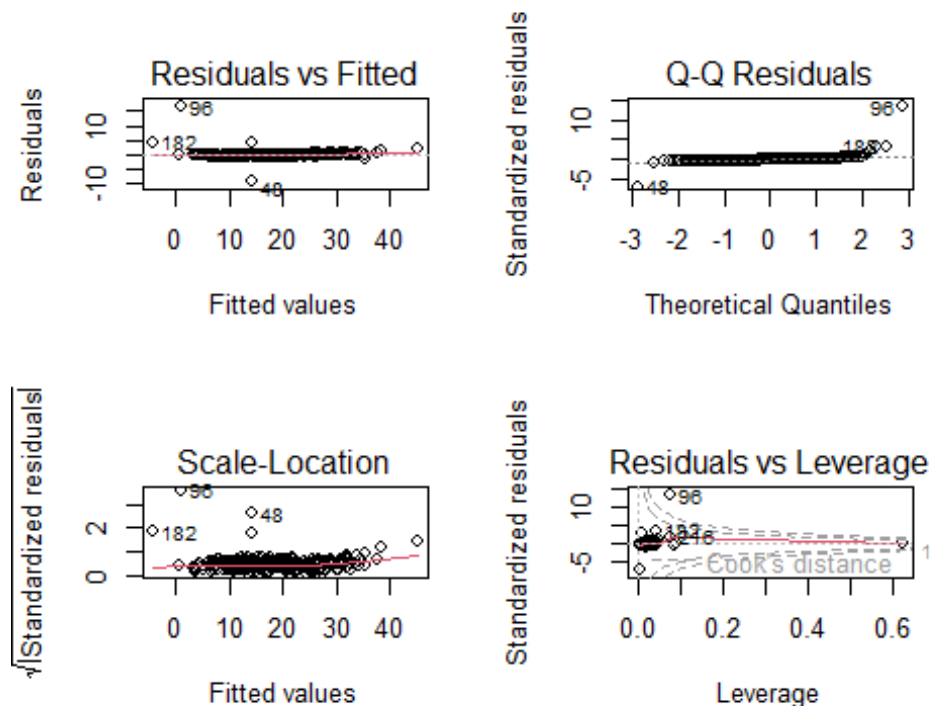 Residuals vs Fitted
Residuals
10
-10
96
182
48
0 10 20 30 40
Fitted values
Q-Q Residuals
Standardized residuals
10
-5
96
48
-3 -2 -1 0 1 2 3
Theoretical Quantiles
Scale-Location
√|Standardized residuals|
2
0
96
182
48
0 10 20 30 40
Fitted values
Residuals vs Leverage
Standardized residuals
10
-5
96
Cook's distance
1
0.0 0.2 0.4 0.6
Leverage